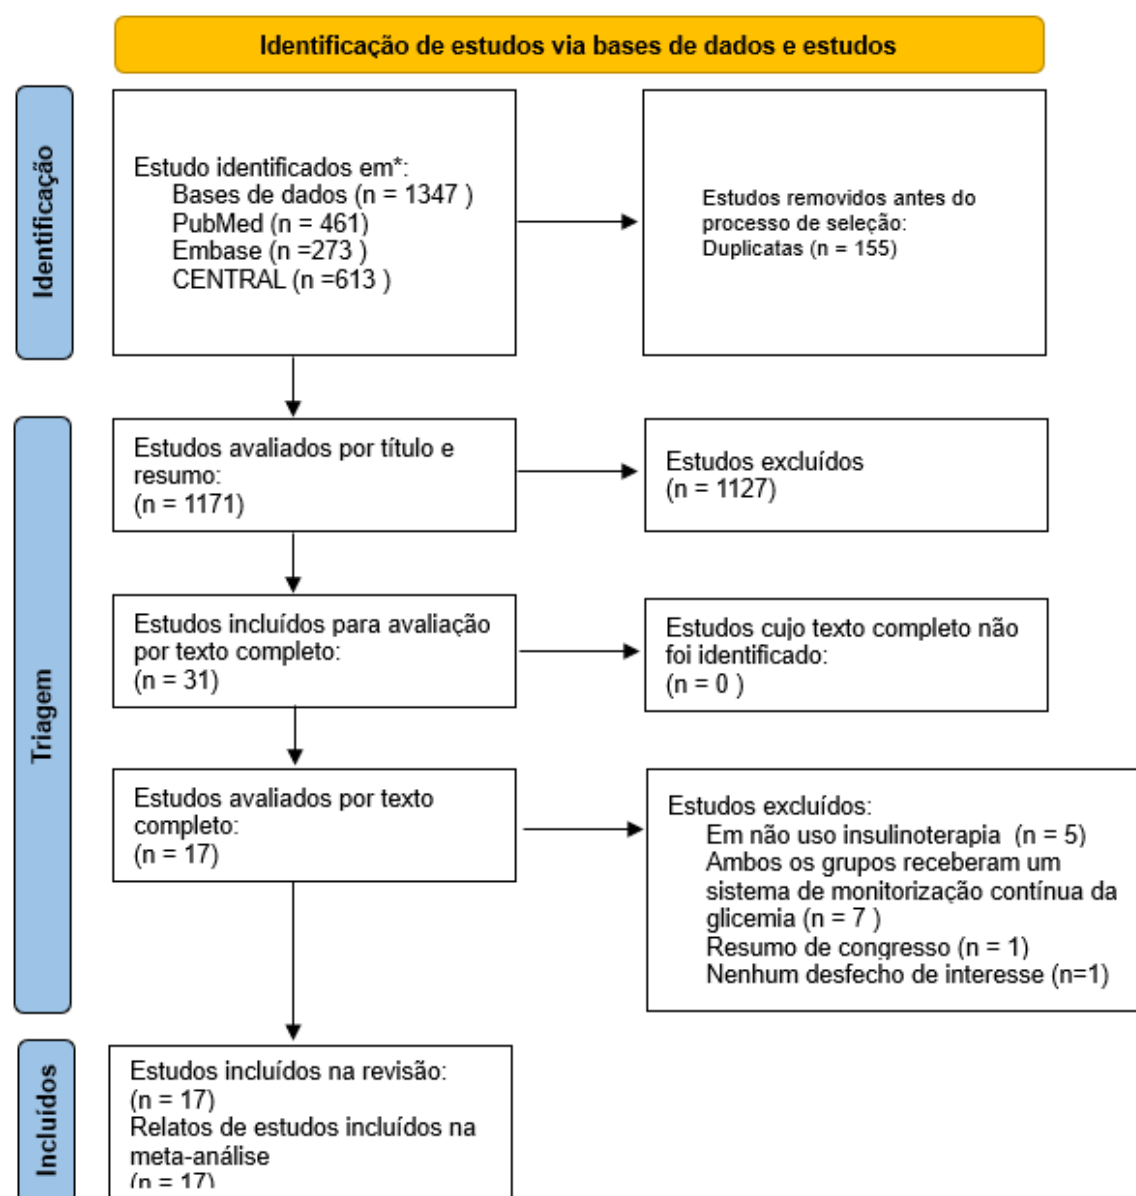 Identificação de estudos via bases de dados e estudos
Identificação
Estudo identificados em*:
Bases de dados (n = 1347 )
PubMed (n = 461)
Embase (n =273 )
CENTRAL (n =613 )
Estudos removidos antes do
processo de seleção:
Duplicatas (n = 155)
Triagem
Estudos avaliados por título e
resumo:
(n = 1171)
Estudos excluídos
(n = 1127)
Estudos incluídos para avaliação
por texto completo:
(n = 31)
Estudos cujo texto completo não
foi identificado:
(n = 0 )
Estudos avaliados por texto
completo:
(n = 17)
Estudos excluídos:
Em não uso insulinoterapia (n = 5)
Ambos os grupos receberam um
sistema de monitorização contínua da
glicemia (n = 7 )
Resumo de congresso (n = 1)
Nenhum desfecho de interesse (n=1)
Incluídos
Estudos incluídos na revisão:
(n = 17)
Relatos de estudos incluídos na
meta-análise
(n = 17)